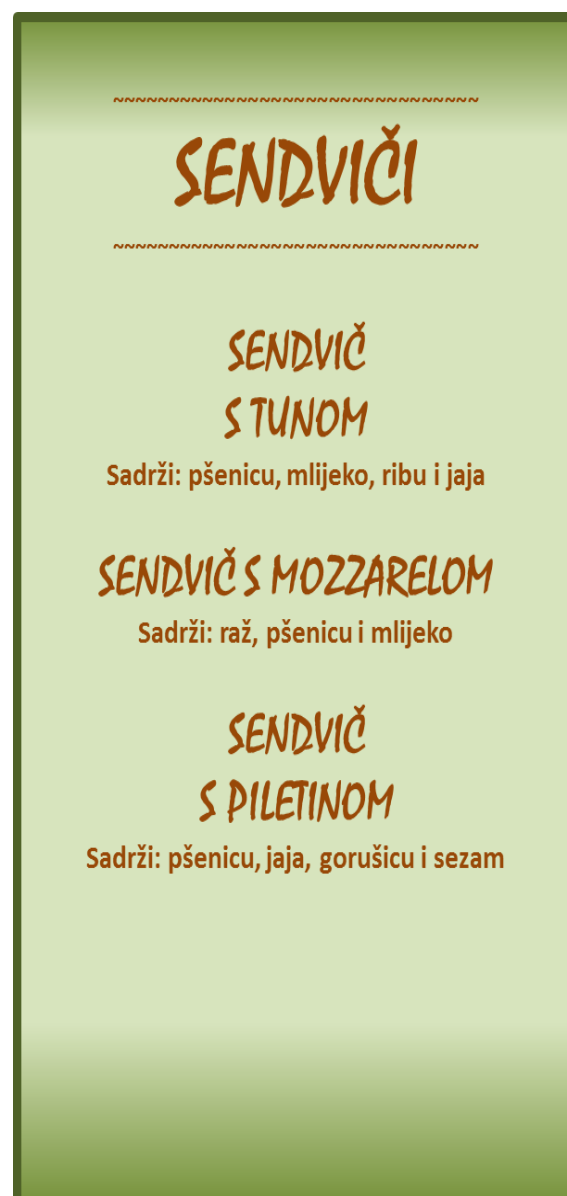 ~~~~~~~~~~~~~~~~~~~~~~~~~~~~~~~~~
SENDVIČI
~~~~~~~~~~~~~~~~~~~~~~~~~~~~~~~~~
SENDVIČ
S TUNOM
Sadrži: pšenicu, mlijeko, ribu i jaja
SENDVIČ S MOZZARELOM
Sadrži: raž, pšenicu i mlijeko
SENDVIČ
S PILETINOM
Sadrži: pšenicu, jaja, gorušicu i sezam